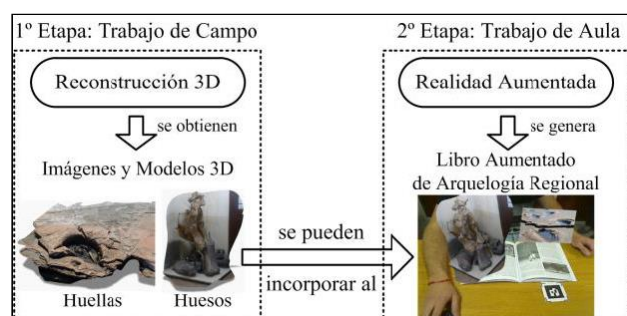 1º Etapa: Trabajo de Campo
Reconstrucción 3D
se obtienen
Imágenes y Modelos 3D
Huellas
Huesos
se pueden
incorporar al
2º Etapa: Trabajo de Aula
Realidad Aumentada
se genera
Libro Aumentado
de Arquelogía Regional